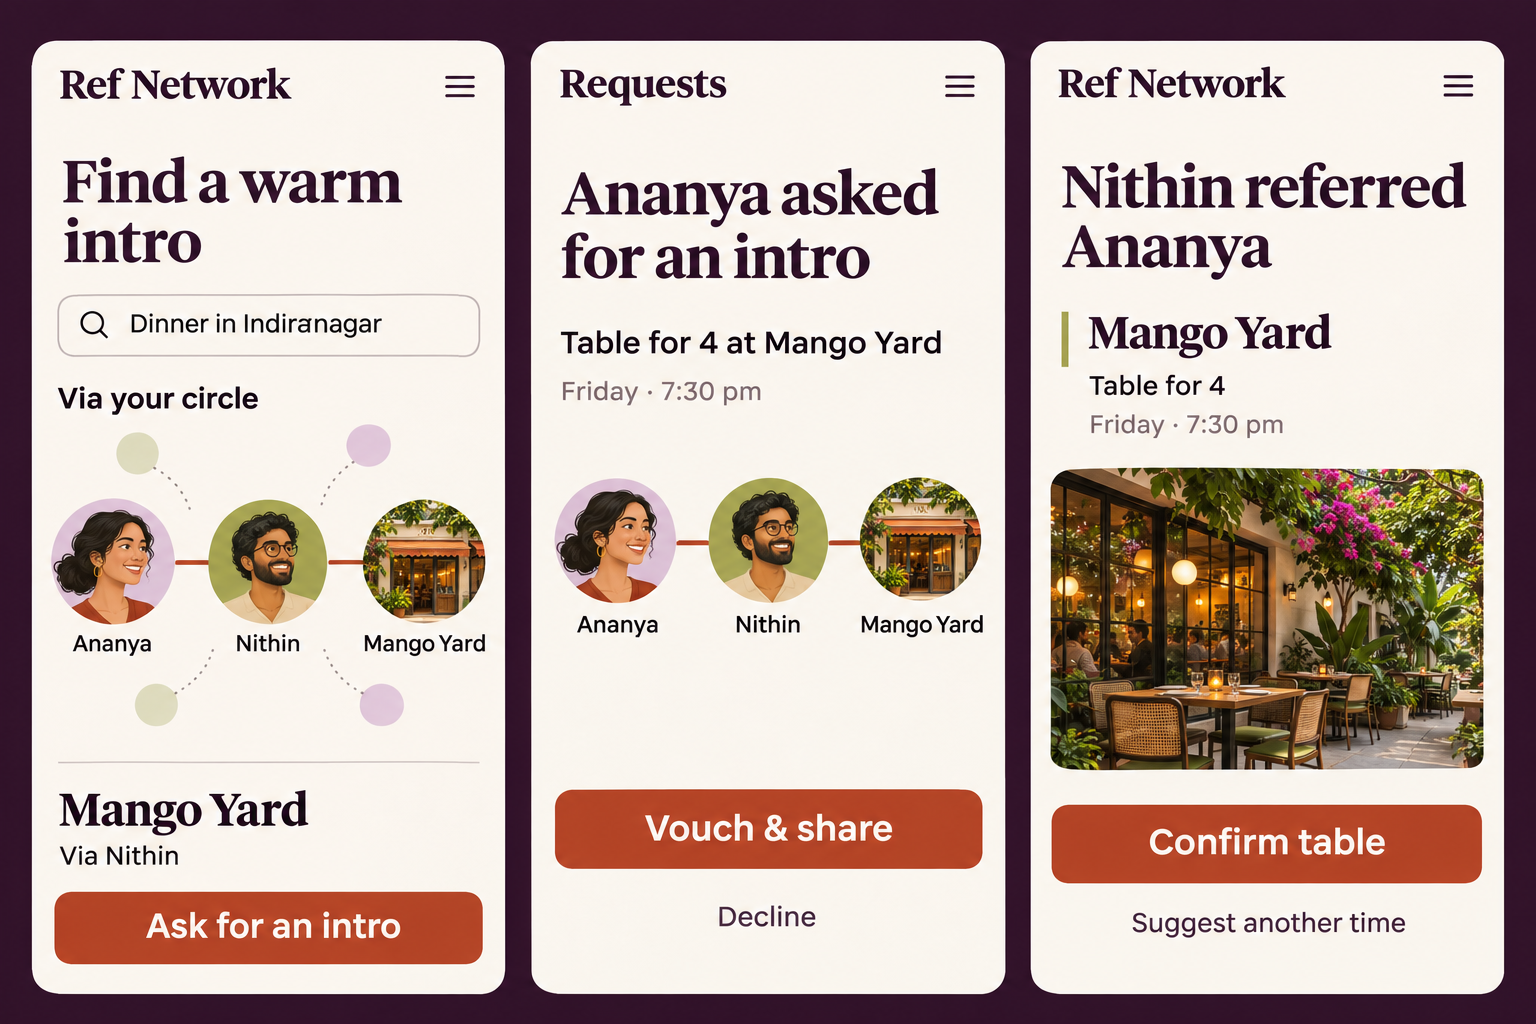 Ref Network
Find a warm
intro
Dinner in Indiranagar
Via your circle
Ananya
Nithin
Mango Yard
Mango Yard
Via Nithin
Ask for an intro
Requests
Ananya asked
for an intro
Table for 4 at Mango Yard
Friday · 7:30 pm
Ananya
Nithin
Mango Yard
Vouch & share
Decline
Ref Network
Nithin referred
Ananya
Mango Yard
Table for 4
Friday · 7:30 pm
Confirm table
Suggest another time